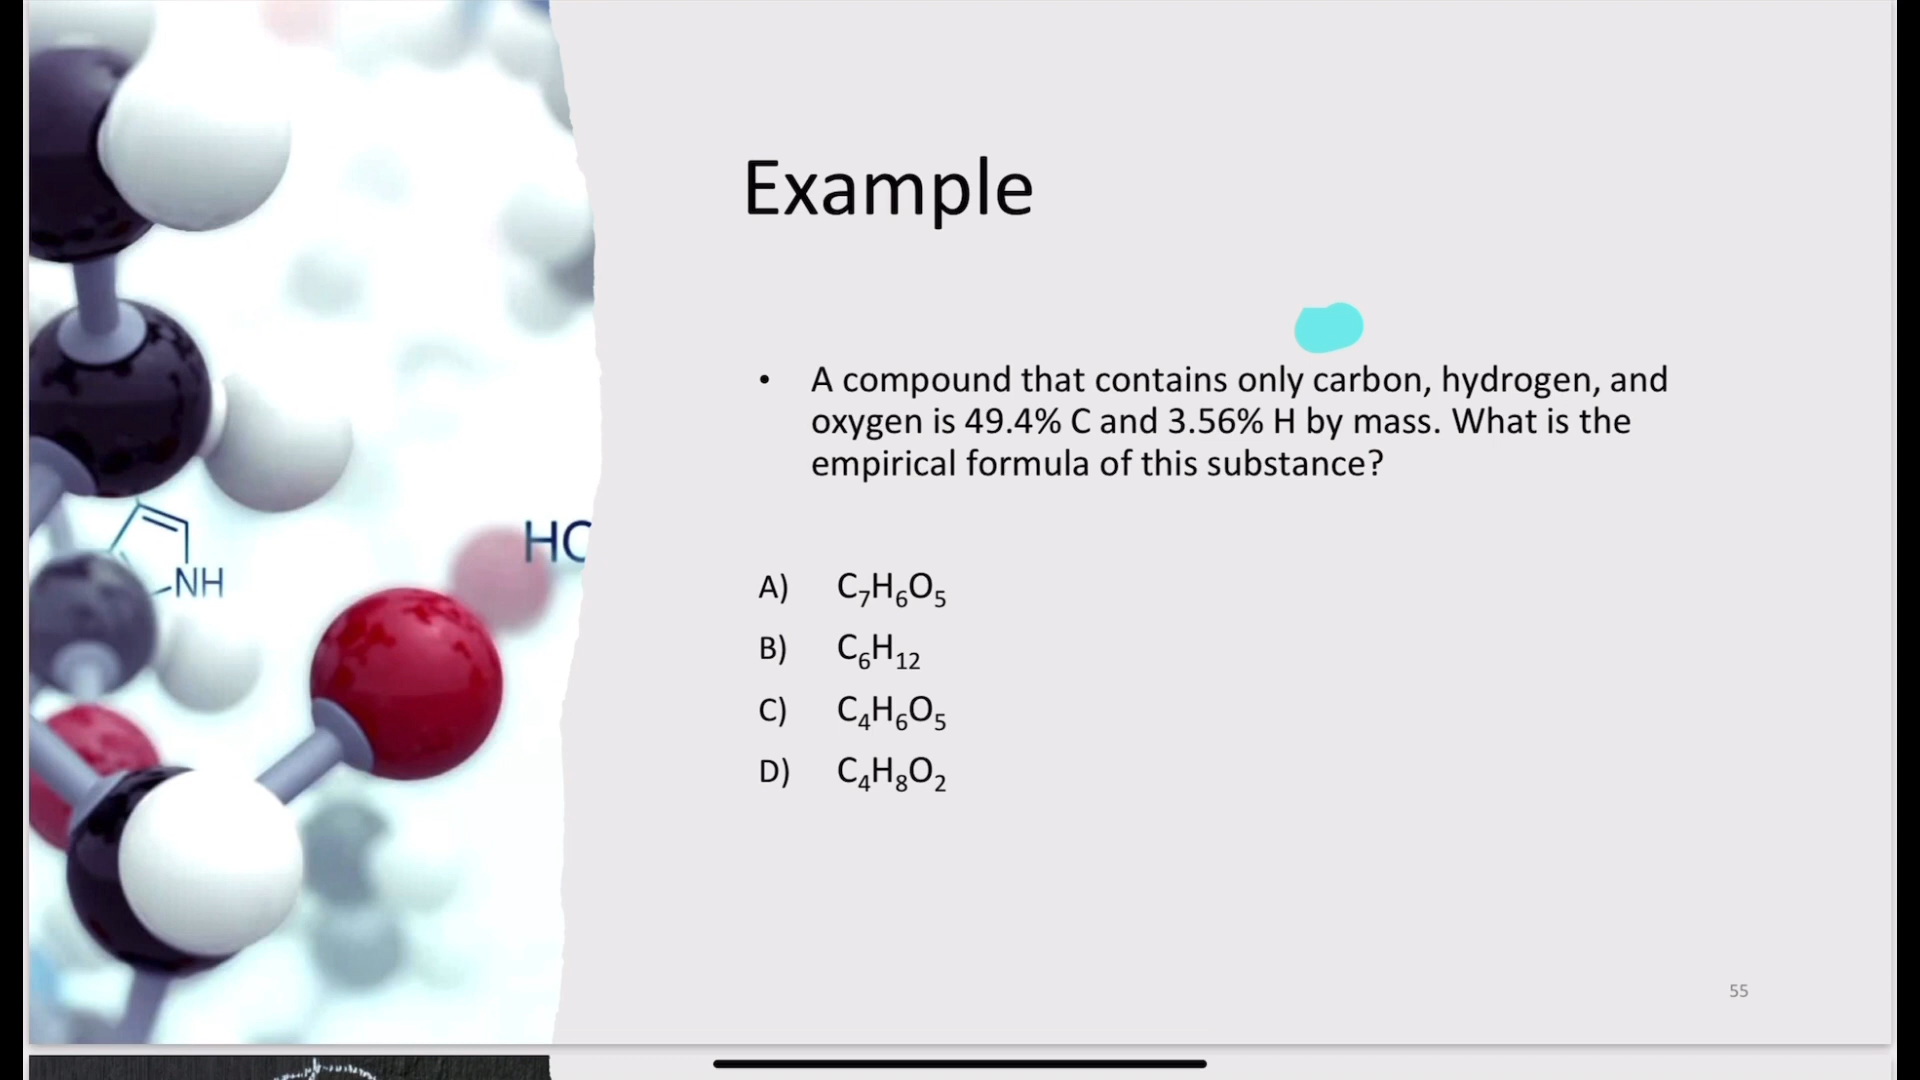 Example
• A compound that contains only carbon, hydrogen, and
oxygen is 49.4% C and 3.56% H by mass. What is the
empirical formula of this substance?
NH
HC
A) C₇H₆O₅
B) C₆H₁₂
C) C₄H₆O₅
D) C₄H₈O₂
55